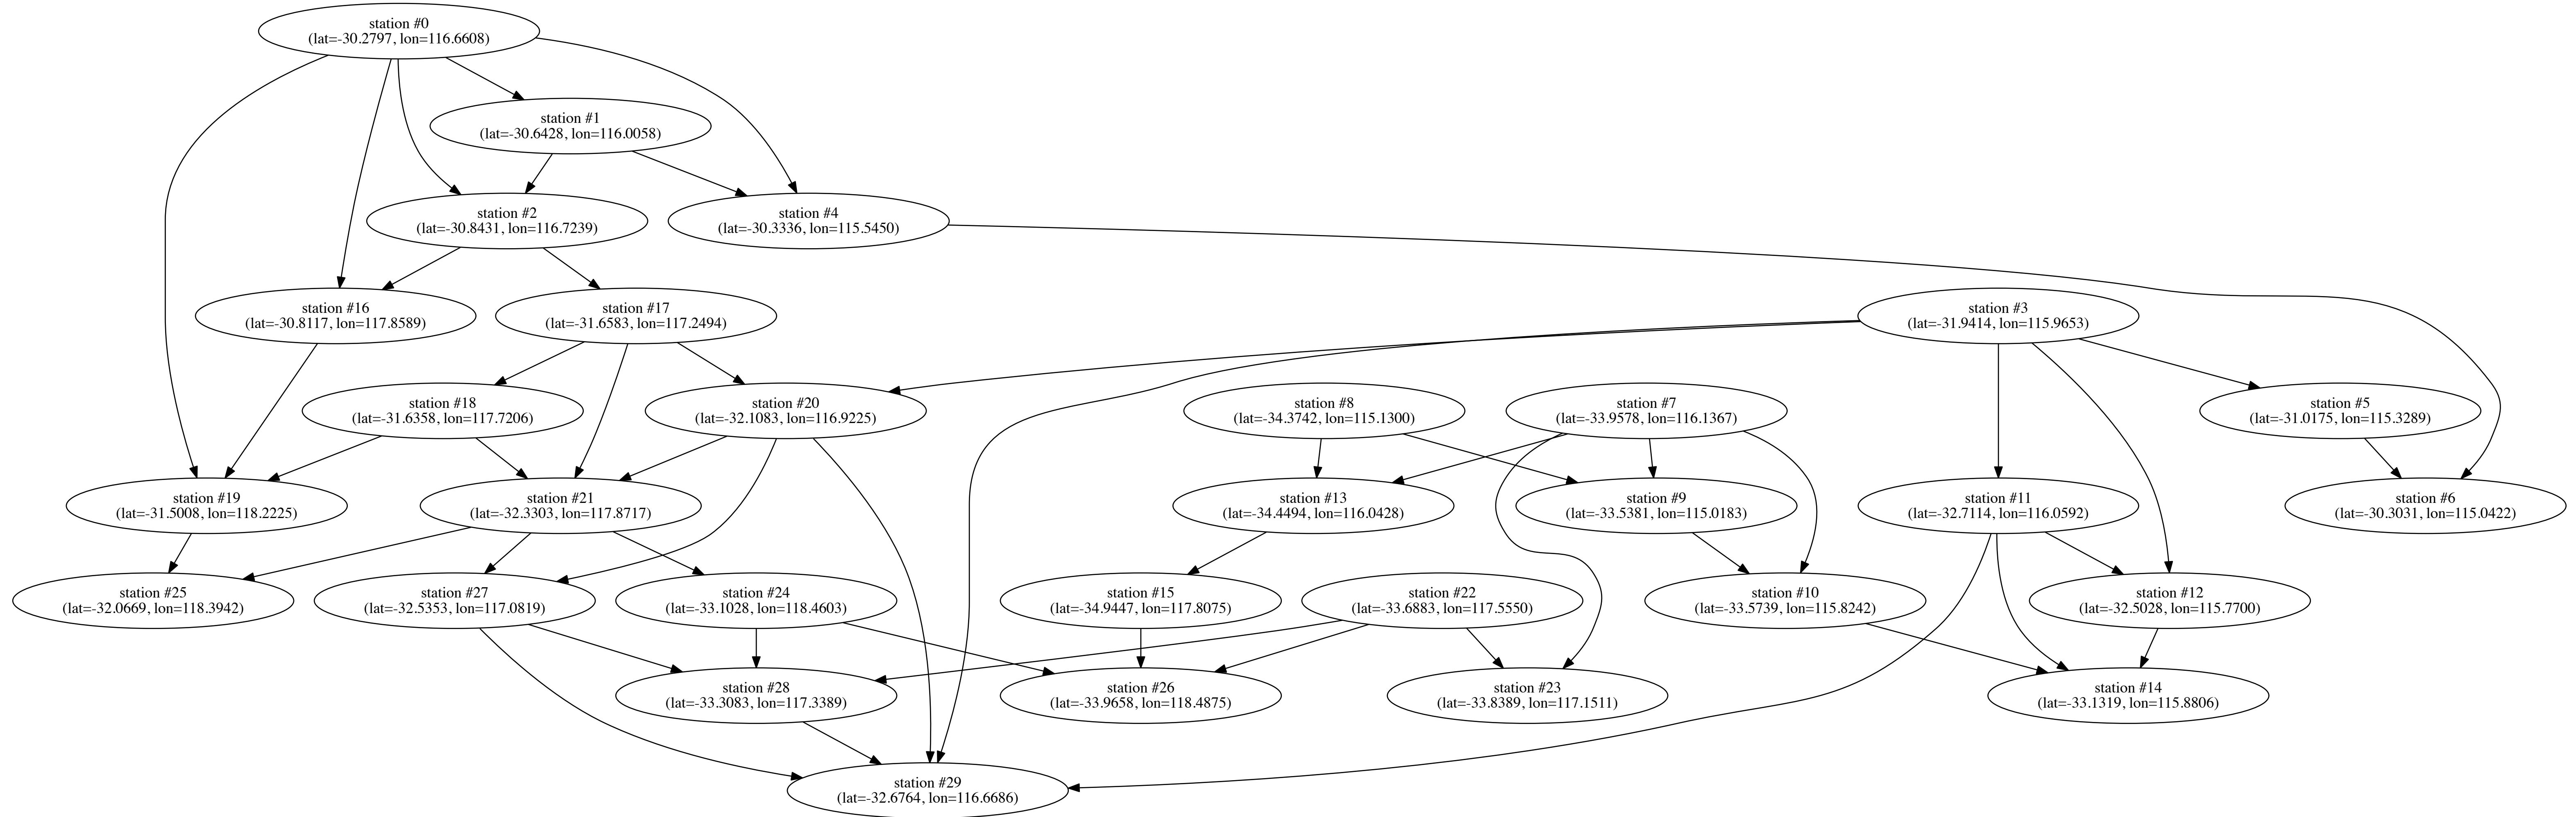 station #0
(lat=-30.2797, lon=116.6608)
station #1
(lat=-30.6428, lon=116.0058)
station #2
(lat=-30.8431, lon=116.7239)
station #4
(lat=-30.3336, lon=115.5450)
station #16
(lat=-30.8117, lon=117.8589)
station #17
(lat=-31.6583, lon=117.2494)
station #3
(lat=-31.9414, lon=115.9653)
station #18
(lat=-31.6358, lon=117.7206)
station #20
(lat=-32.1083, lon=116.9225)
station #8
(lat=-34.3742, lon=115.1300)
station #7
(lat=-33.9578, lon=116.1367)
station #5
(lat=-31.0175, lon=115.3289)
station #19
(lat=-31.5008, lon=118.2225)
station #21
(lat=-32.3303, lon=117.8717)
station #13
(lat=-34.4494, lon=116.0428)
station #9
(lat=-33.5381, lon=115.0183)
station #11
(lat=-32.7114, lon=116.0592)
station #6
(lat=-30.3031, lon=115.0422)
station #25
(lat=-32.0669, lon=118.3942)
station #27
(lat=-32.5353, lon=117.0819)
station #24
(lat=-33.1028, lon=118.4603)
station #15
(lat=-34.9447, lon=117.8075)
station #22
(lat=-33.6883, lon=117.5550)
station #10
(lat=-33.5739, lon=115.8242)
station #12
(lat=-32.5028, lon=115.7700)
station #28
(lat=-33.3083, lon=117.3389)
station #26
(lat=-33.9658, lon=118.4875)
station #23
(lat=-33.8389, lon=117.1511)
station #14
(lat=-33.1319, lon=115.8806)
station #29
(lat=-32.6764, lon=116.6686)